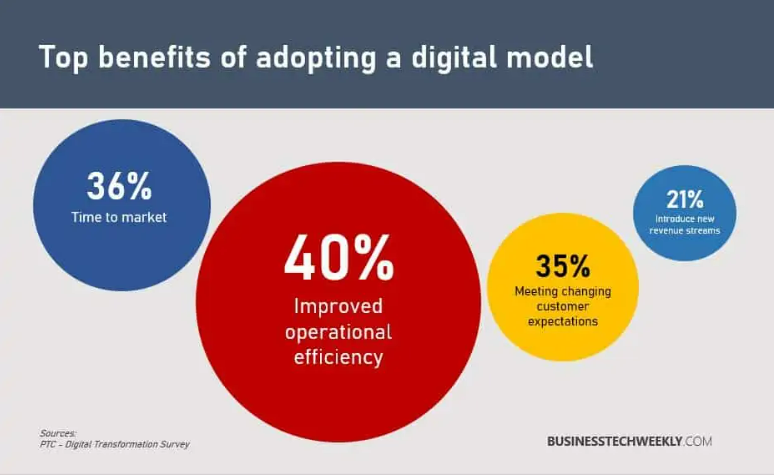 Top benefits of adopting a digital model
36%
Time to market
40%
Improved
operational
efficiency
35%
Meeting changing
customer
expectations
21%
Introduce new
revenue streams
Sources:
PTC - Digital Transformation Survey
BUSINESSTECHWEEKLY.COM